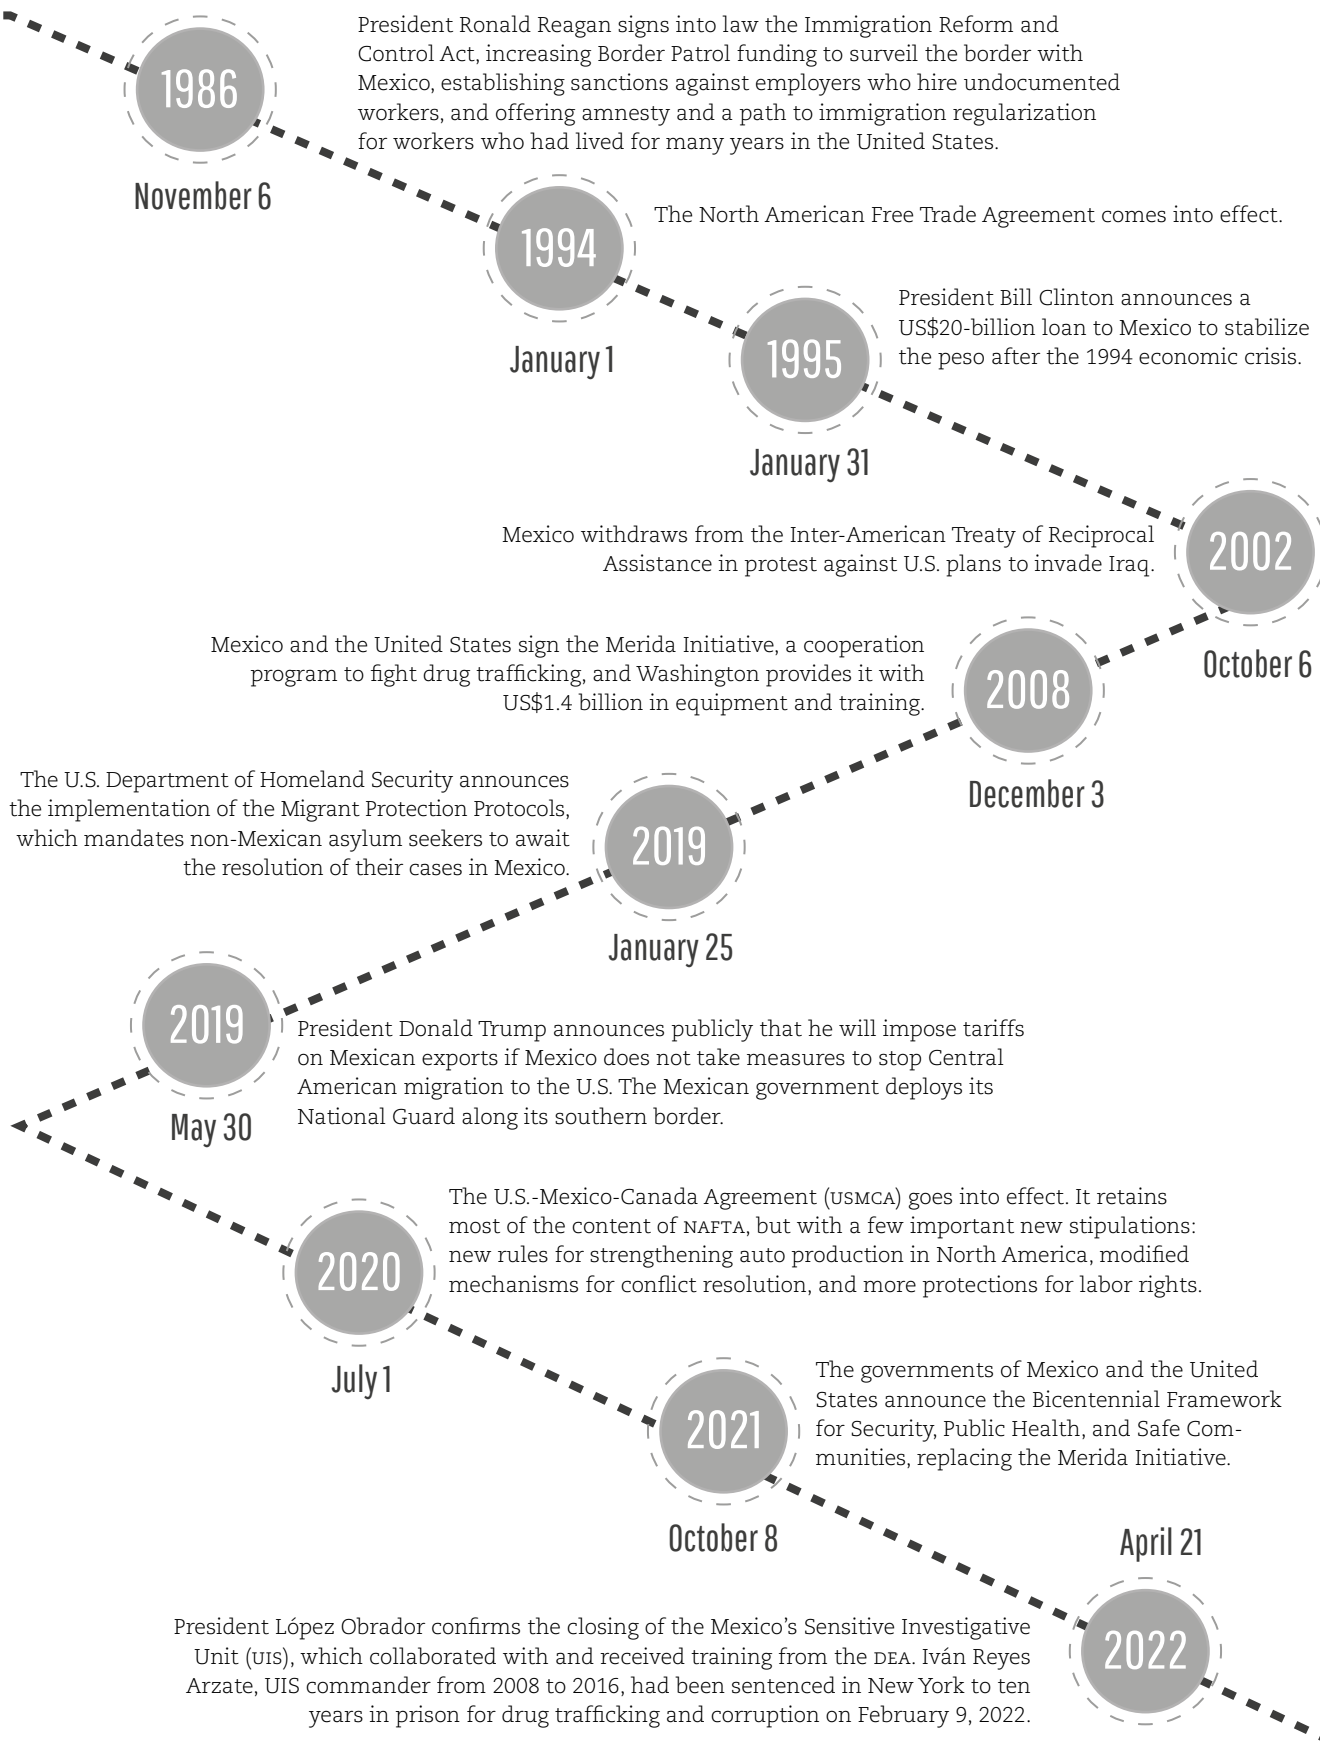 President Ronald Reagan signs into law the Immigration Reform and
Control Act, increasing Border Patrol funding to surveil the border with
Mexico, establishing sanctions against employers who hire undocumented
workers, and offering amnesty and a path to immigration regularization
for workers who had lived for many years in the United States.
1986
November 6
The North American Free Trade Agreement comes into effect.
1994
January 1
President Bill Clinton announces a
US$20-billion loan to Mexico to stabilize
the peso after the 1994 economic crisis.
1995
January 31
Mexico withdraws from the Inter-American Treaty of Reciprocal
Assistance in protest against U.S. plans to invade Iraq.
2002
October 6
Mexico and the United States sign the Merida Initiative, a cooperation
program to fight drug trafficking, and Washington provides it with
US$1.4 billion in equipment and training.
2008
December 3
The U.S. Department of Homeland Security announces
the implementation of the Migrant Protection Protocols,
which mandates non-Mexican asylum seekers to await
the resolution of their cases in Mexico.
2019
January 25
2019
May 30
President Donald Trump announces publicly that he will impose tariffs
on Mexican exports if Mexico does not take measures to stop Central
American migration to the U.S. The Mexican government deploys its
National Guard along its southern border.
The U.S.-Mexico-Canada Agreement (USMCA) goes into effect. It retains
most of the content of NAFTA, but with a few important new stipulations:
new rules for strengthening auto production in North America, modified
mechanisms for conflict resolution, and more protections for labor rights.
2020
July 1
The governments of Mexico and the United
States announce the Bicentennial Framework
for Security, Public Health, and Safe Com-
munities, replacing the Merida Initiative.
2021
October 8
April 21
2022
President López Obrador confirms the closing of the Mexico's Sensitive Investigative
Unit (UIS), which collaborated with and received training from the DEA. Iván Reyes
Arzate, UIS commander from 2008 to 2016, had been sentenced in New York to ten
years in prison for drug trafficking and corruption on February 9, 2022.